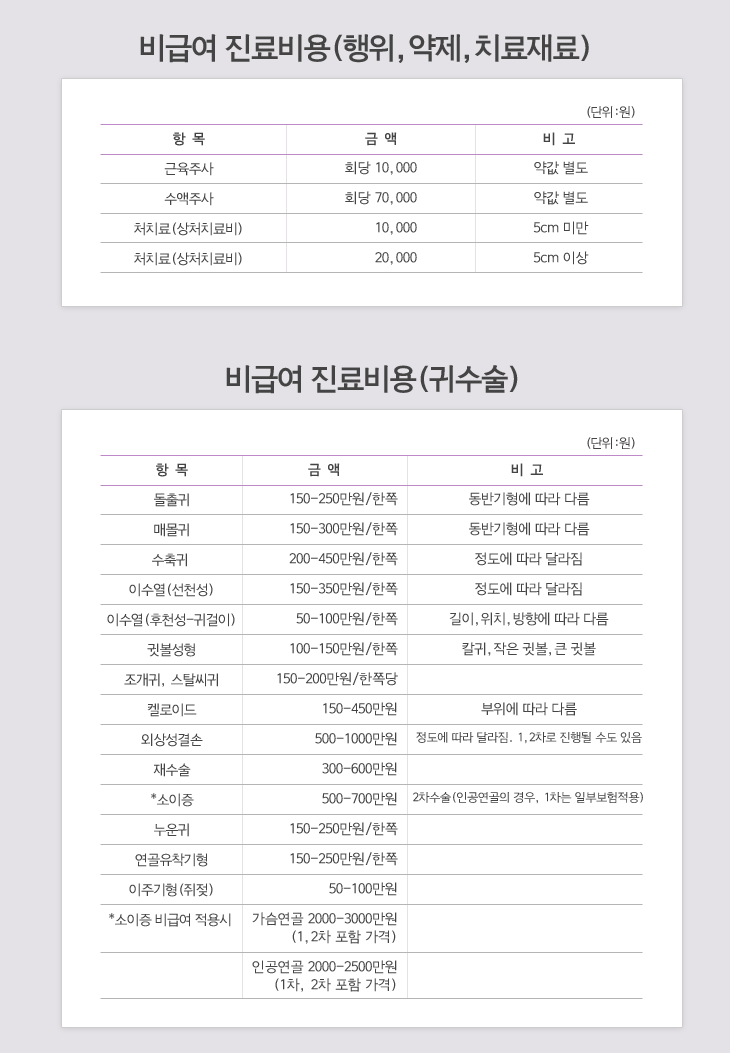 비급여 진료비용(행위, 약제, 치료재료)
(단위:원)
항 목 금 액 비 고
근육주사 회당 10,000 약값 별도
수액주사 회당 70,000 약값 별도
처치료(상처치료비) 10,000 5cm 미만
처치료(상처치료비) 20,000 5cm 이상
비급여 진료비용(귀수술)
(단위:원)
항 목 금 액 비 고
돌출귀 150-250만원/한쪽 동반기형에 따라 다름
매몰귀 150-300만원/한쪽 동반기형에 따라 다름
수축귀 200-450만원/한쪽 정도에 따라 달라짐
이수열(선천성) 150-350만원/한쪽 정도에 따라 달라짐
이수열(후천성-귀걸이) 50-100만원/한쪽 길이,위치,방향에 따라 다름
귓볼성형 100-150만원/한쪽 칼귀,작은 귓볼,큰 귓볼
조개귀, 스탈씨귀 150-200만원/한쪽당
켈로이드 150-450만원 부위에 따라 다름
외상성결손 500-1000만원 정도에 따라 달라짐. 1,2차로 진행될 수도 있음
재수술 300-600만원
*소이증 500-700만원 2차수술(인공연골의 경우, 1차는 일부보험적용)
누운귀 150-250만원/한쪽
연골유착기형 150-250만원/한쪽
이주기형(쥐젖) 50-100만원
*소이증 비급여 적용시 가슴연골 2000-3000만원
(1,2차 포함 가격)
인공연골 2000-2500만원
(1차, 2차 포함 가격)